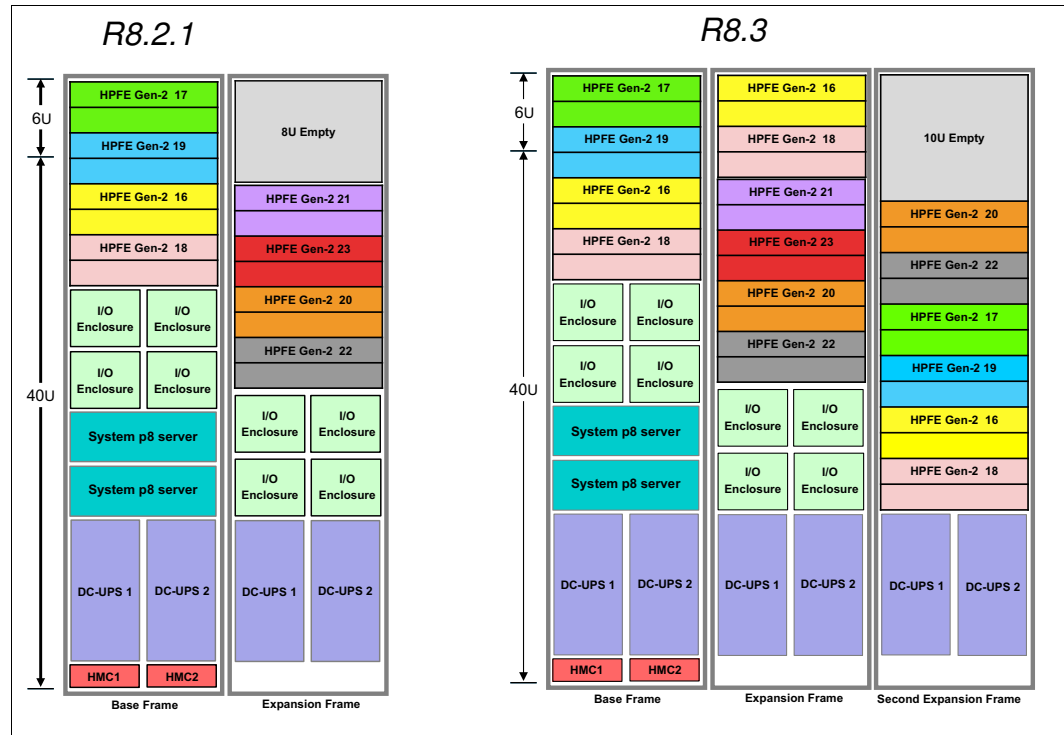 R8.2.1
6U
40U
HPFE Gen-2 17
HPFE Gen-2 19
HPFE Gen-2 16
HPFE Gen-2 18
I/O
Enclosure
I/O
Enclosure
I/O
Enclosure
I/O
Enclosure
System p8 server
System p8 server
DC-UPS 1
DC-UPS 2
HMC1
HMC2
Base Frame
8U Empty
HPFE Gen-2 21
HPFE Gen-2 23
HPFE Gen-2 20
HPFE Gen-2 22
I/O
Enclosure
I/O
Enclosure
I/O
Enclosure
I/O
Enclosure
DC-UPS 1
DC-UPS 2
Expansion Frame
R8.3
6U
40U
HPFE Gen-2 17
HPFE Gen-2 19
HPFE Gen-2 16
HPFE Gen-2 18
I/O
Enclosure
I/O
Enclosure
I/O
Enclosure
I/O
Enclosure
System p8 server
System p8 server
DC-UPS 1
DC-UPS 2
HMC1
HMC2
Base Frame
HPFE Gen-2 16
HPFE Gen-2 18
HPFE Gen-2 21
HPFE Gen-2 23
HPFE Gen-2 20
HPFE Gen-2 22
I/O
Enclosure
I/O
Enclosure
I/O
Enclosure
I/O
Enclosure
DC-UPS 1
DC-UPS 2
Expansion Frame
10U Empty
HPFE Gen-2 20
HPFE Gen-2 22
HPFE Gen-2 17
HPFE Gen-2 19
HPFE Gen-2 16
HPFE Gen-2 18
DC-UPS 1
DC-UPS 2
Second Expansion Frame